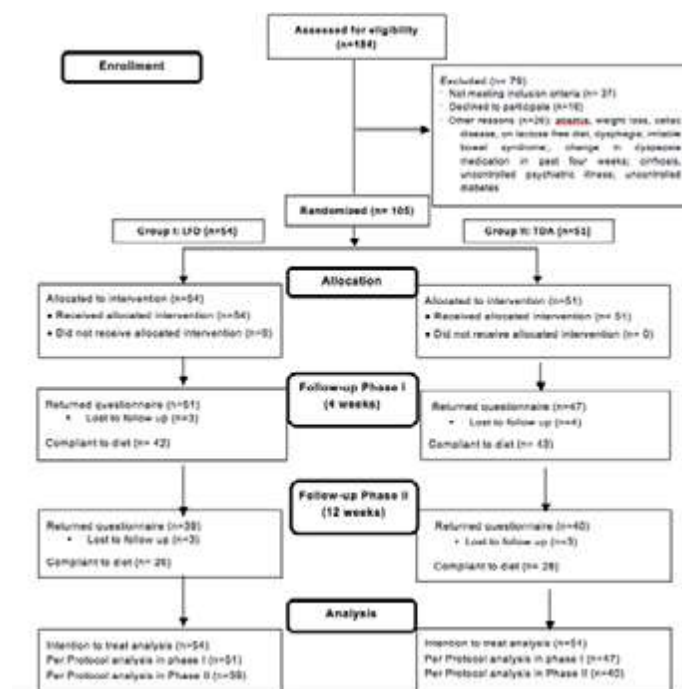 Assessed for eligibility
(n=184)
Enrollment
Excluded (n= 79)
Not meeting inclusion criteria (n= 37)
Declined to participate (n=16)
Other reasons (n=26): weight loss, celiac
disease, on lactose free diet, dysphagia, irritable
bowel syndrome, change in dyspepsia
medication in past four weeks; cirrhosis,
uncontrolled psychiatric illness, uncontrolled
diabetes
Randomized (n= 105)
Group I: LFD (n=54)
Group II: TDA (n=51)
Allocation
Allocated to intervention (n=54)
• Received allocated intervention (n=54)
• Did not receive allocated intervention (n=0)
Allocated to intervention (n=51)
• Received allocated intervention (n= 51)
• Did not receive allocated intervention (n= 0)
Follow-up Phase I
(4 weeks)
Returned questionnaire (n=51)
• Lost to follow up (n=3)
Compliant to diet (n= 42)
Returned questionnaire (n=47)
• Lost to follow up (n=4)
Compliant to diet (n= 43)
Follow-up Phase II
(12 weeks)
Returned questionnaire (n=39)
• Lost to follow up (n=3)
Compliant to diet (n= 26)
Returned questionnaire (n=40)
• Lost to follow up (n=3)
Compliant to diet (n= 28)
Analysis
Intention to treat analysis (n=54)
Per Protocol analysis in phase I (n=51)
Per Protocol analysis in Phase II (n=39)
Intention to treat analysis (n=51)
Per Protocol analysis in phase I (n=47)
Per Protocol analysis in Phase II (n=40)